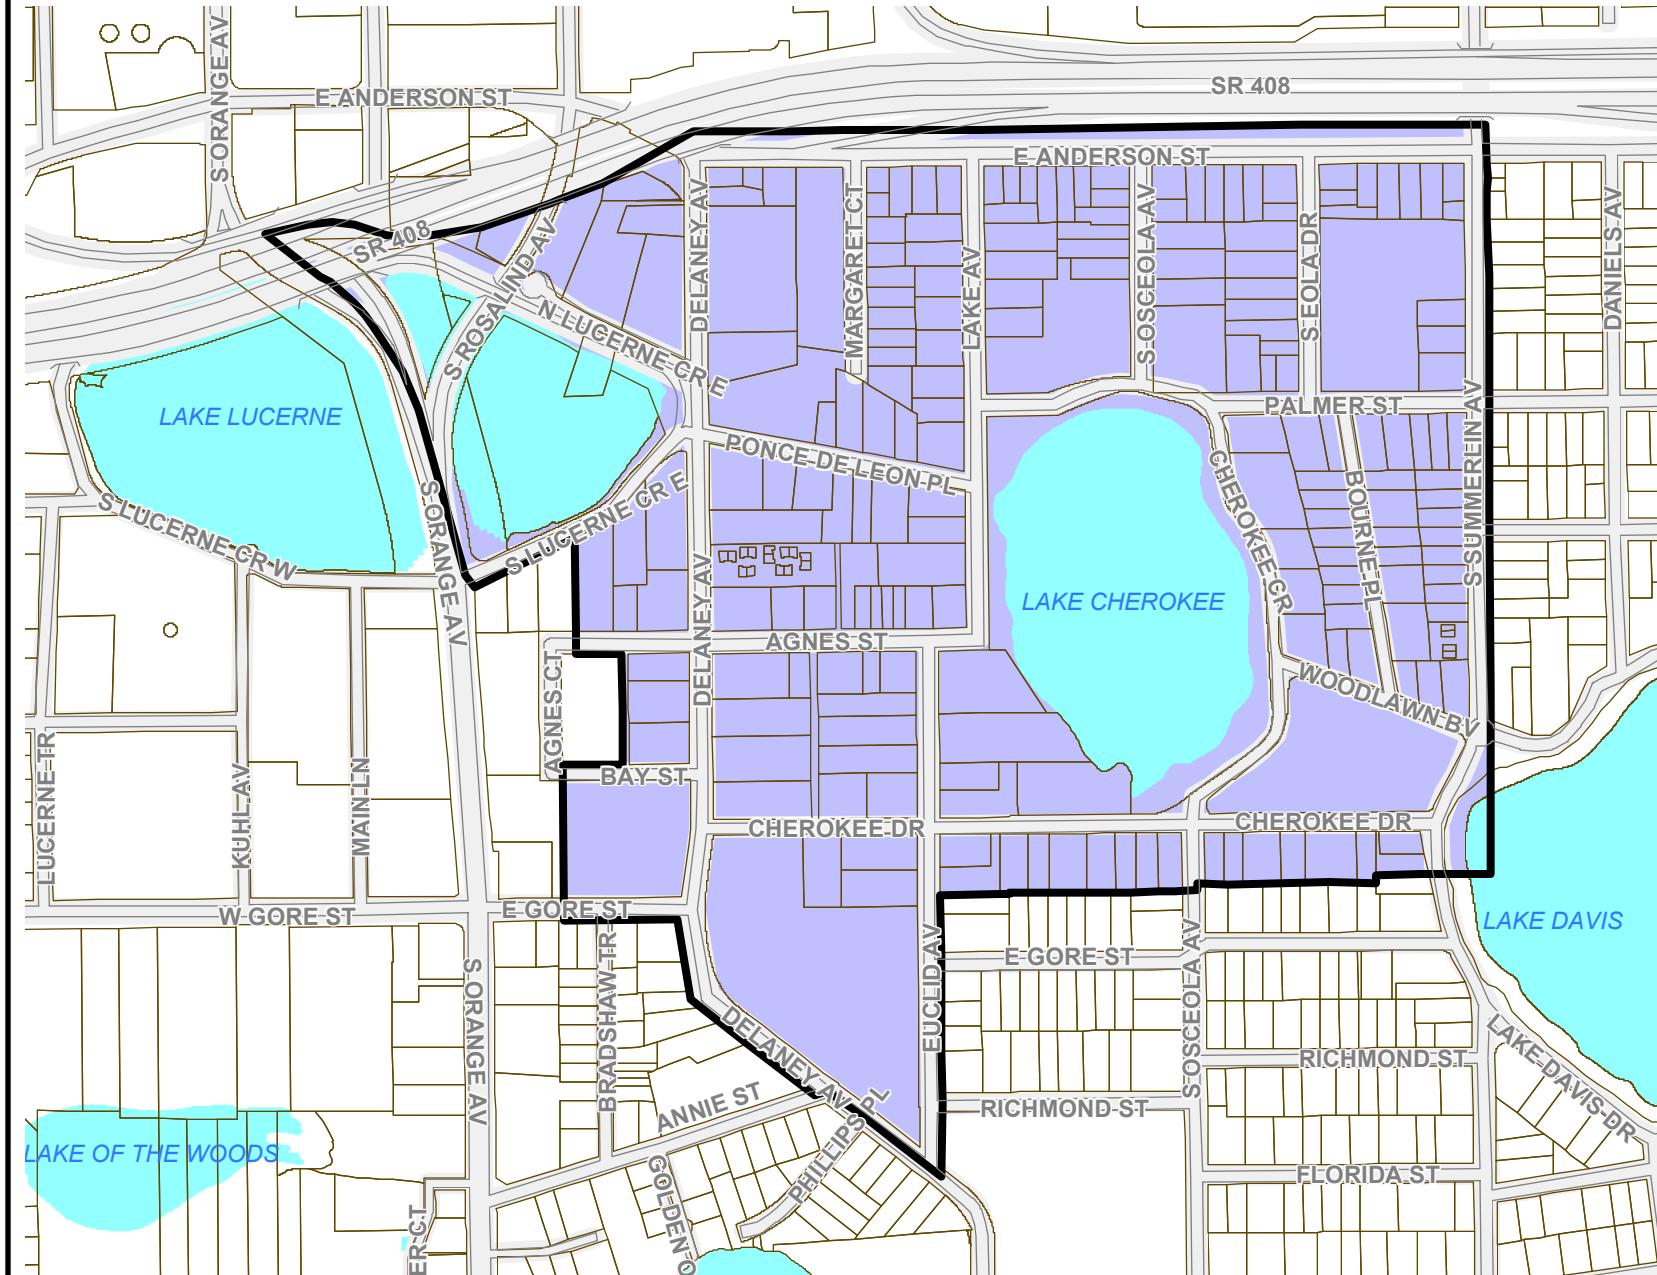 S ORANGE AV
E ANDERSON ST
SR 408
E ANDERSON ST
SR 408
S ROSALIND AV
DELANEY AV
MARGARET CT
LAKE AV
S OSCEOLA AV
S EOLA DR
DANIELS AV
N LUCERNE CR E
LAKE LUCERNE
PALMER ST
PONCE DE LEON PL
CHEROKEE CR
BOURNE PL
S SUMMERLIN AV
S LUCERNE CR W
S ORANGE AV
S LUCERNE CR E
DELANEY AV
LAKE CHEROKEE
AGNES ST
AGNES CT
WOODLAWN BV
LUCERNE TR
KUHL AV
MAIN LN
BAY ST
CHEROKEE DR
CHEROKEE DR
W GORE ST
E GORE ST
LAKE DAVIS
BRADSHAW TR
S ORANGE AV
EUCLID AV
E GORE ST
S OSCEOLA AV
DELANEY AV
RICHMOND ST
LAKE DAVIS DR
ANNIE ST
PHILLIPS PL
RICHMOND ST
LAKE OF THE WOODS
GOLDEN O
FLORIDA ST
ER CT